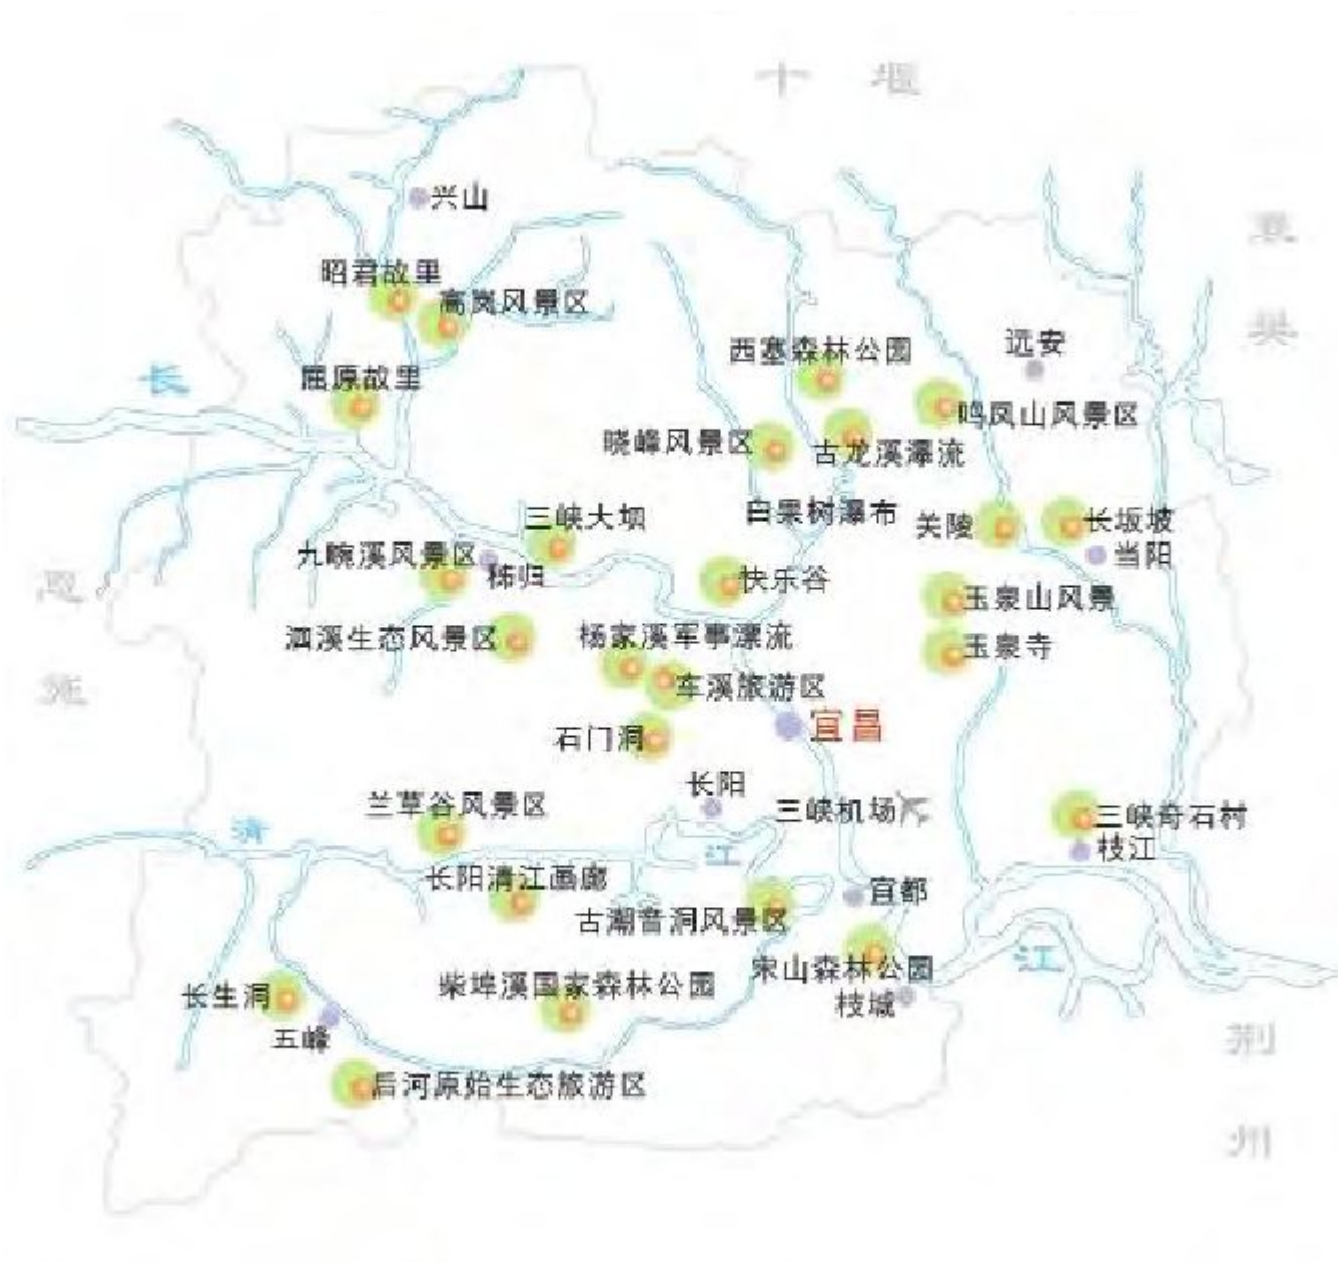 十堰
兴山
襄
昭君故里
高岚风景区
樊
远安
西塞森林公园
长
屈原故里
鸣凤山风景区
晓峰风景区
古龙溪瀑流
白果树瀑布
三峡大坝
关陵
长坂坡
九畹溪风景区
当阳
秭归
快乐谷
恩
玉泉山风景
泗溪生态风景区
杨家溪军事漂流
玉泉寺
施
车溪旅游区
宜昌
石门洞
长阳
兰草谷风景区
三峡机场
三峡奇石村
清
枝江
江
长阳清江画廊
宜都
古潮音洞风景区
江
宋山森林公园
柴埠溪国家森林公园
长生洞
枝城
五峰
荆
后河原始生态旅游区
州